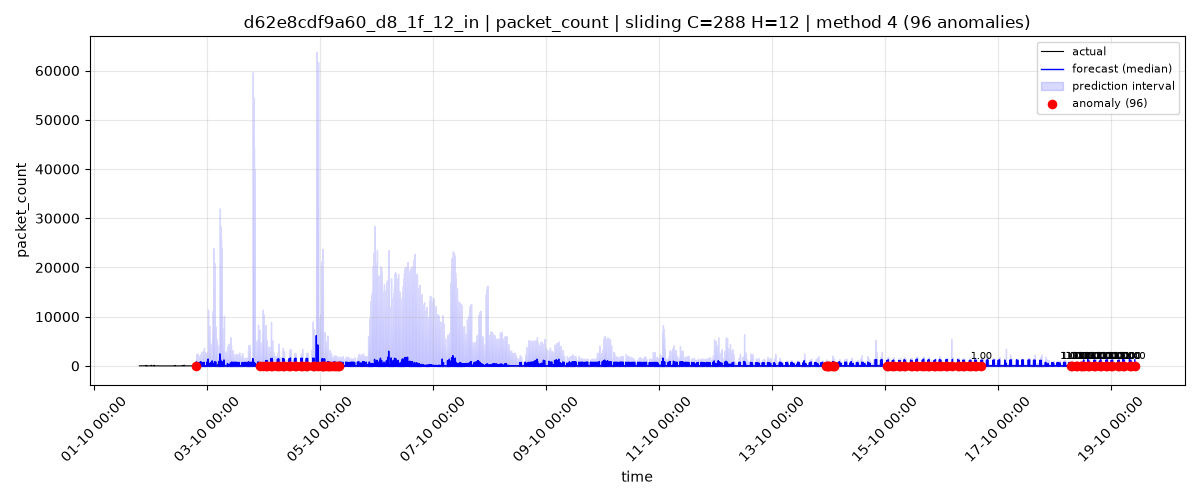 d62e8cdf9a60_d8_1f_12_in | packet_count | sliding C=288 H=12 | method 4 (96 anomalies)
actual
forecast (median)
prediction interval
anomaly (96)
packet_count
60000
50000
40000
30000
20000
10000
0
1.00
01-10 00:00
03-10 00:00
05-10 00:00
07-10 00:00
09-10 00:00
11-10 00:00
13-10 00:00
15-10 00:00
17-10 00:00
19-10 00:00
time